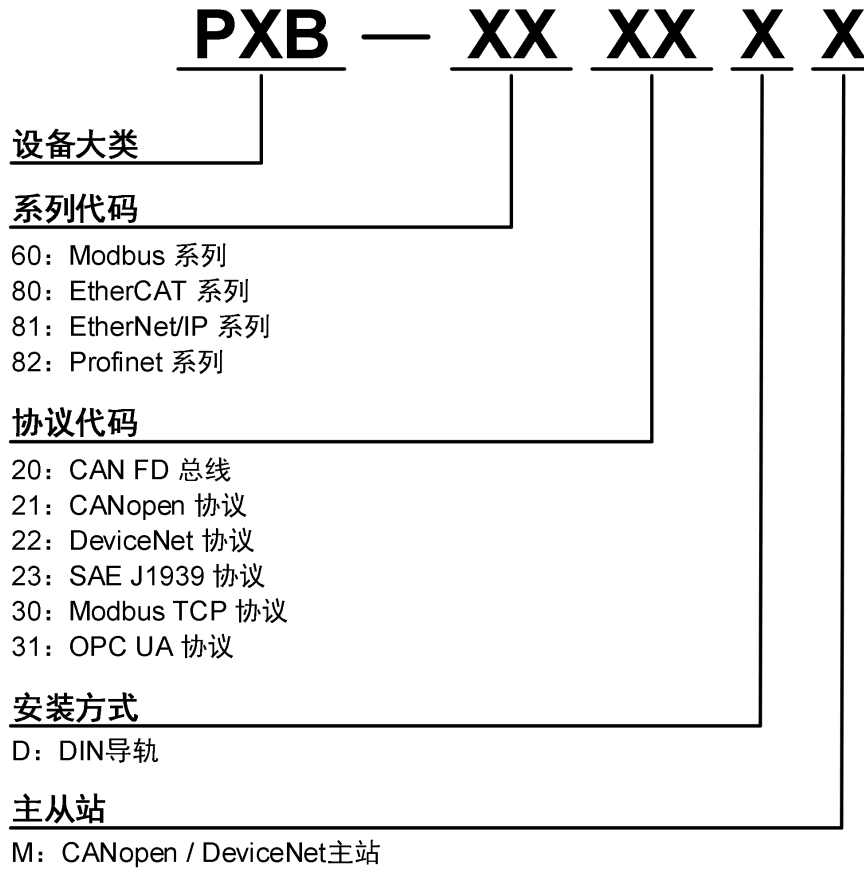 PXB — XX XX X X
设备大类
系列代码
60：Modbus 系列
80：EtherCAT 系列
81：EtherNet/IP 系列
82：Profinet 系列
协议代码
20：CAN FD 总线
21：CANopen 协议
22：DeviceNet 协议
23：SAE J1939 协议
30：Modbus TCP 协议
31：OPC UA 协议
安装方式
D：DIN导轨
主从站
M：CANopen / DeviceNet主站